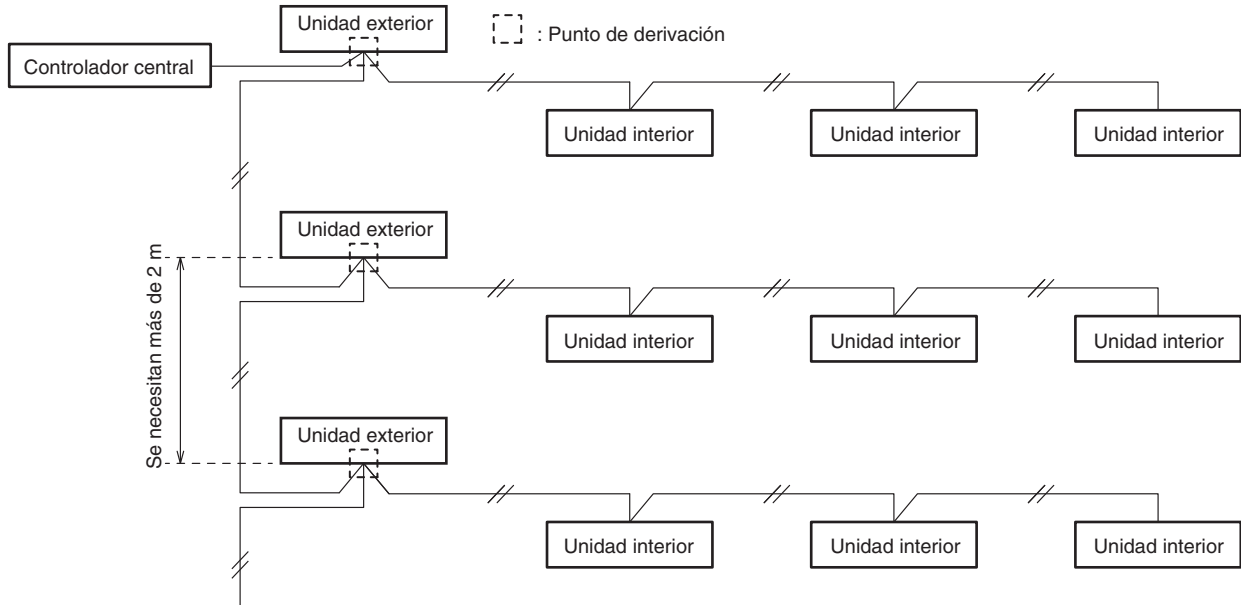 Unidad exterior
: Punto de derivación
Controlador central
Unidad interior
Unidad interior
Unidad interior
Unidad exterior
Se necesitan más de 2 m
Unidad interior
Unidad interior
Unidad interior
Unidad exterior
Unidad interior
Unidad interior
Unidad interior